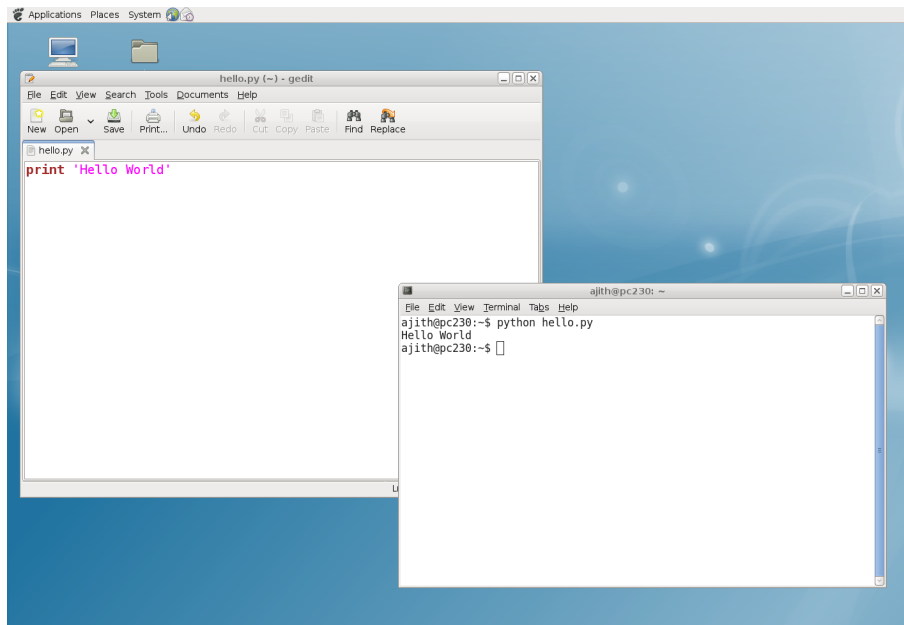 Applications Places System
hello.py (~) - gedit
File Edit View Search Tools Documents Help
New Open Save Print... Undo Redo Cut Copy Paste Find Replace
hello.py
print 'Hello World'
ajith@pc230: ~
File Edit View Terminal Tabs Help
ajith@pc230:~$ python hello.py
Hello World
ajith@pc230:~$